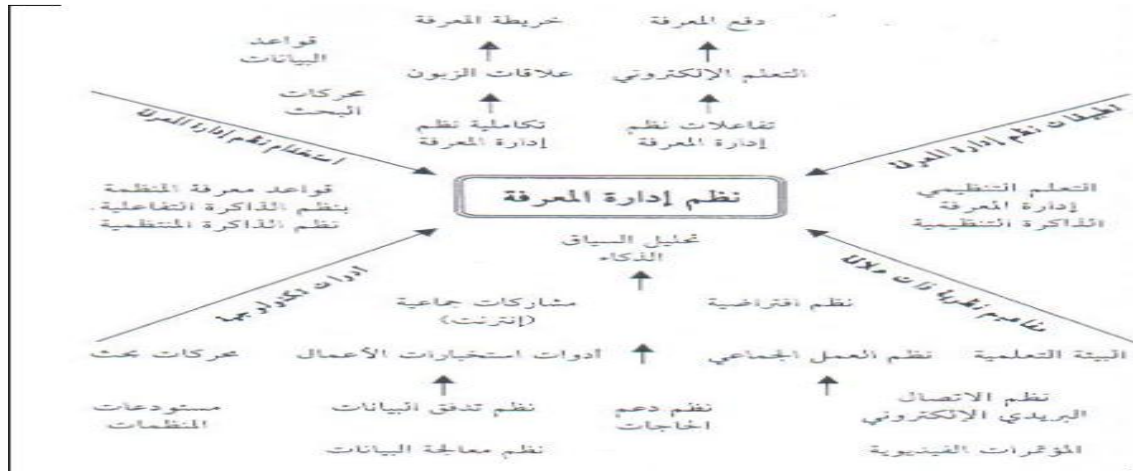 دفع المعرفة
خريطة المعرفة
قواعد
البيانات
التعلم الإلكتروني
علاقات الزبون
محركات
البحث
تفاعلات نظم
إدارة المعرفة
تكاملية نظم
إدارة المعرفة
تطبيقات نظم إدارة المعرفة
استخدام نظم إدارة المعرفة
نظم إدارة المعرفة
التعلم التنظيمي
إدارة المعرفة
الذاكرة التنظيمية
قواعد معرفة المنظمة
بنظم الذاكرة التفاعلية.
نظم الذاكرة المنتظمية
تحليل السياق
الذكاء
مفاهيم نظرية ذات علاقة
أدوات تكنولوجية
نظم افتراضية
مشاركات جماعية
(إنترنت)
البيئة التعلمية
نظم العمل الجماعي
أدوات استخبارات الأعمال
محركات بحث
نظم الاتصال
البريدي الإلكتروني
نظم دعم
الحاجات
نظم تدفق البيانات
مستودعات
المنظمات
المؤتمرات الفيديوية
نظم معالجة البيانات